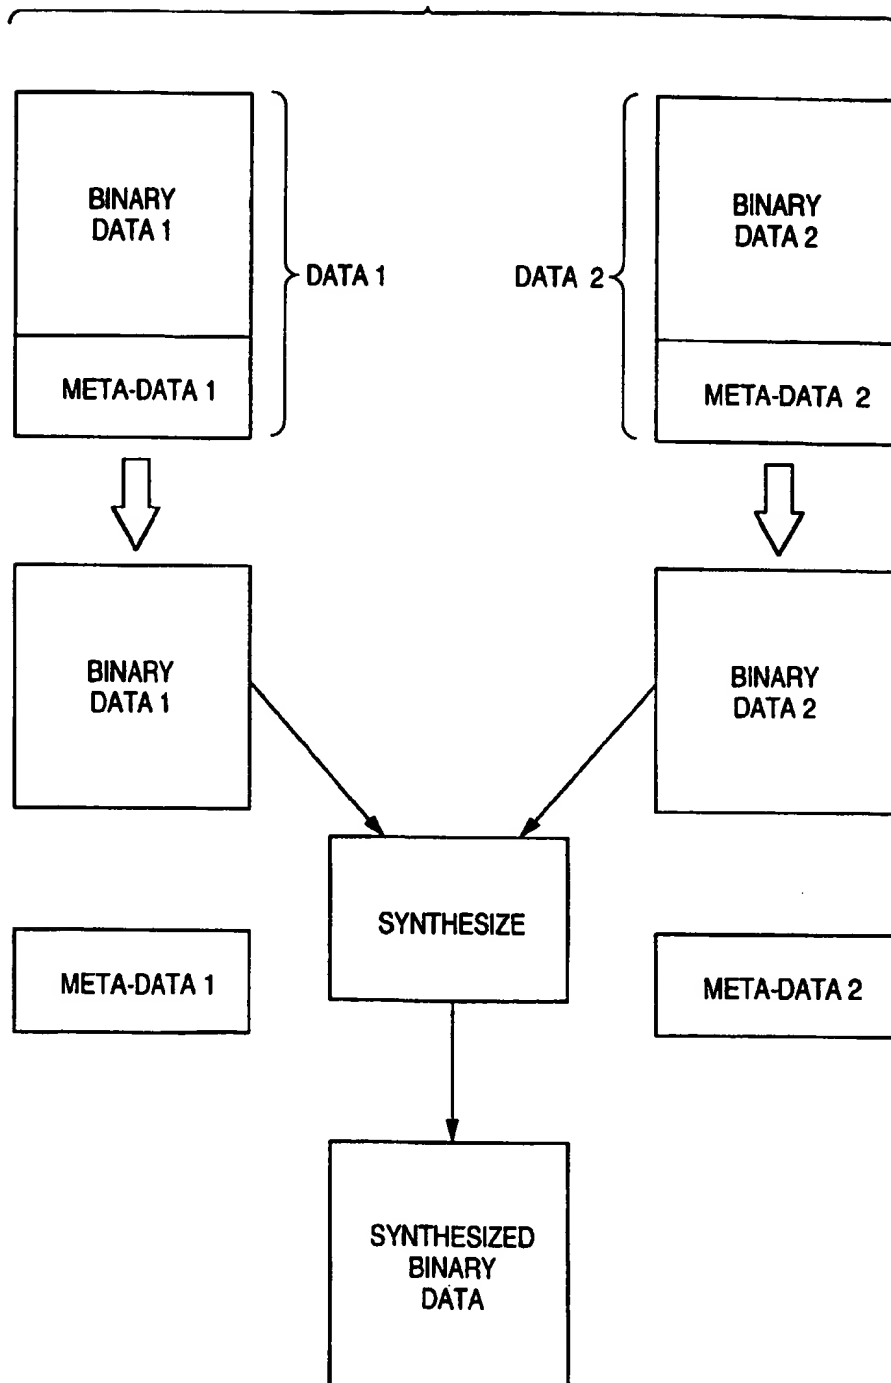 BINARY
DATA 1
META-DATA 1
DATA 1
DATA 2
BINARY
DATA 2
META-DATA 2
BINARY
DATA 1
BINARY
DATA 2
SYNTHESIZE
META-DATA 1
META-DATA 2
SYNTHESIZED
BINARY
DATA